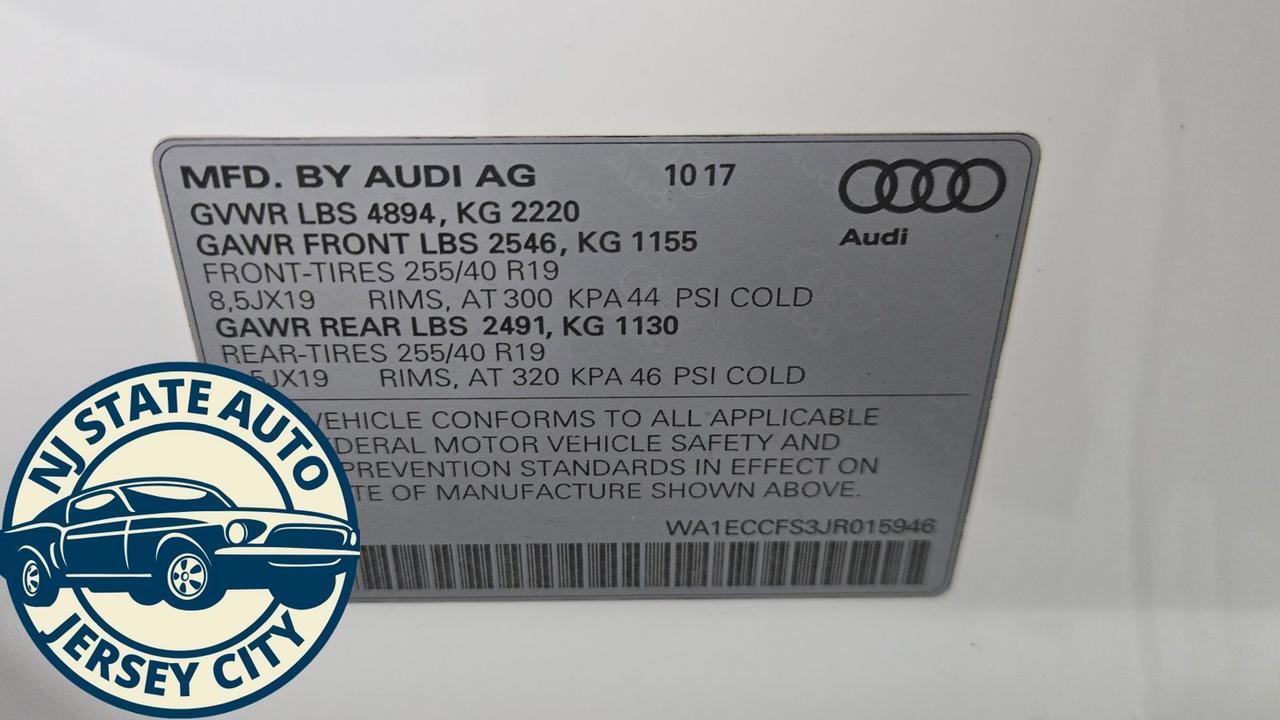 MFD. BY AUDI AG 10 17
GVWR LBS 4894, KG 2220
GAWR FRONT LBS 2546, KG 1155
FRONT-TIRES 255/40 R19
8,5JX19 RIMS, AT 300 KPA 44 PSI COLD
GAWR REAR LBS 2491, KG 1130
REAR-TIRES 255/40 R19
5JX19 RIMS, AT 320 KPA 46 PSI COLD
VEHICLE CONFORMS TO ALL APPLICABLE
DERAL MOTOR VEHICLE SAFETY AND
PREVENTION STANDARDS IN EFFECT ON
TE OF MANUFACTURE SHOWN ABOVE.
WA1ECCFS3JR015946
Audi
NJ STATE AUTO
JERSEY CITY